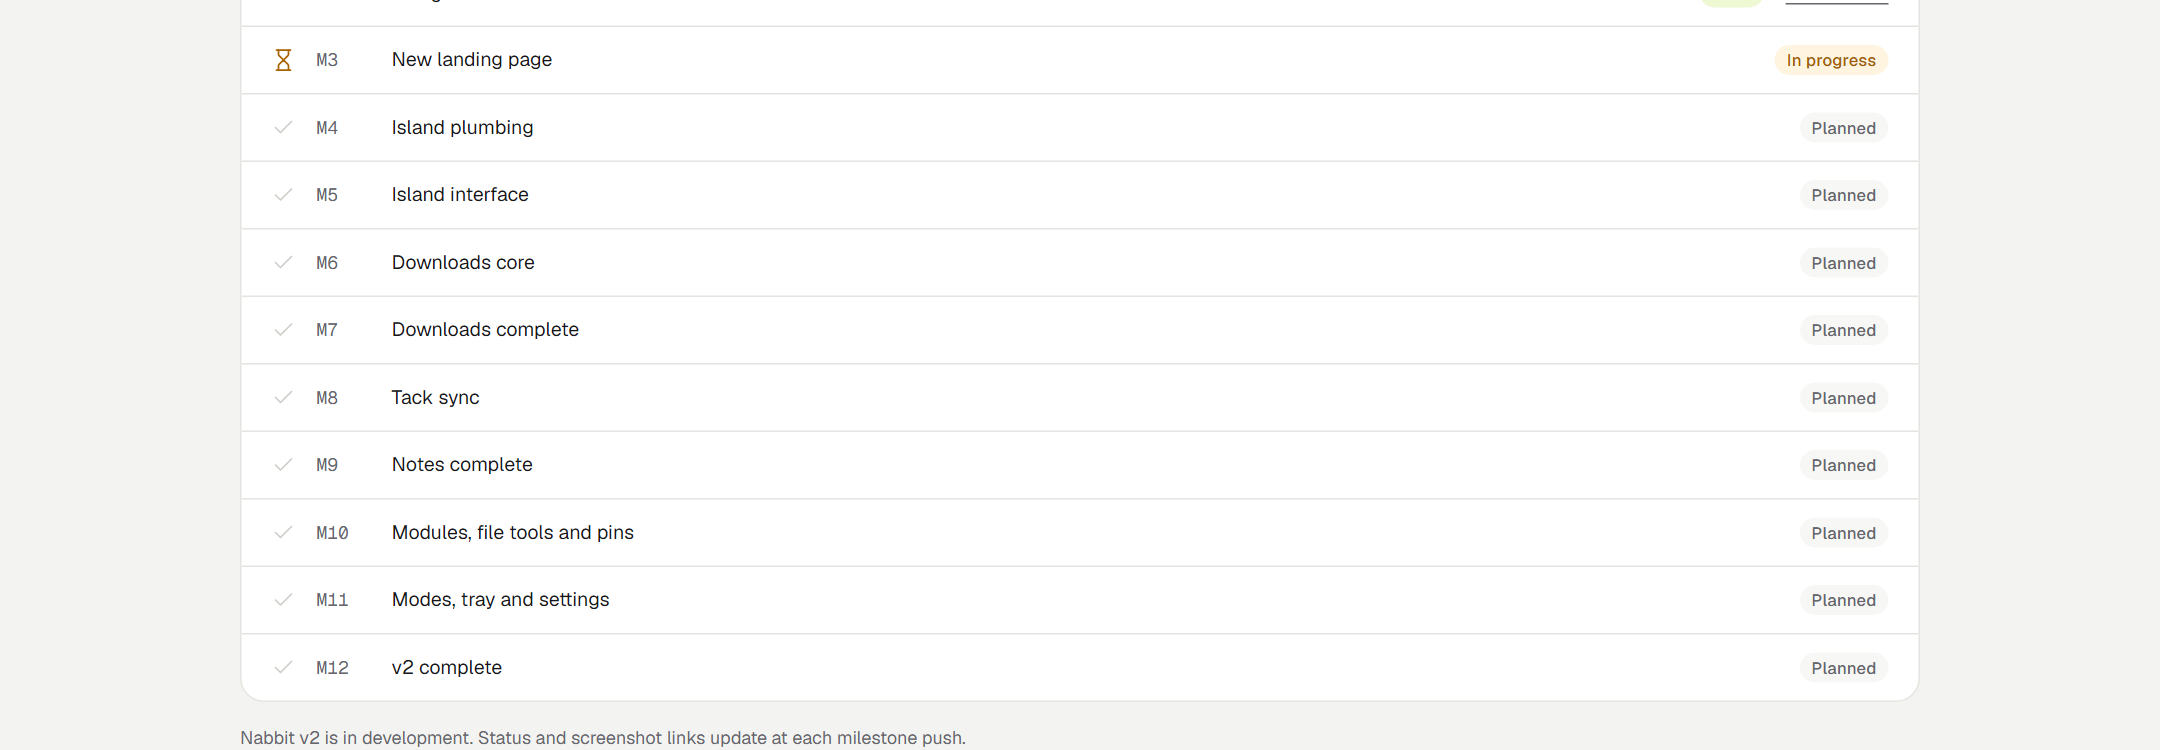 M3 New landing page In progress
M4 Island plumbing Planned
M5 Island interface Planned
M6 Downloads core Planned
M7 Downloads complete Planned
M8 Tack sync Planned
M9 Notes complete Planned
M10 Modules, file tools and pins Planned
M11 Modes, tray and settings Planned
M12 v2 complete Planned
Nabbit v2 is in development. Status and screenshot links update at each milestone push.